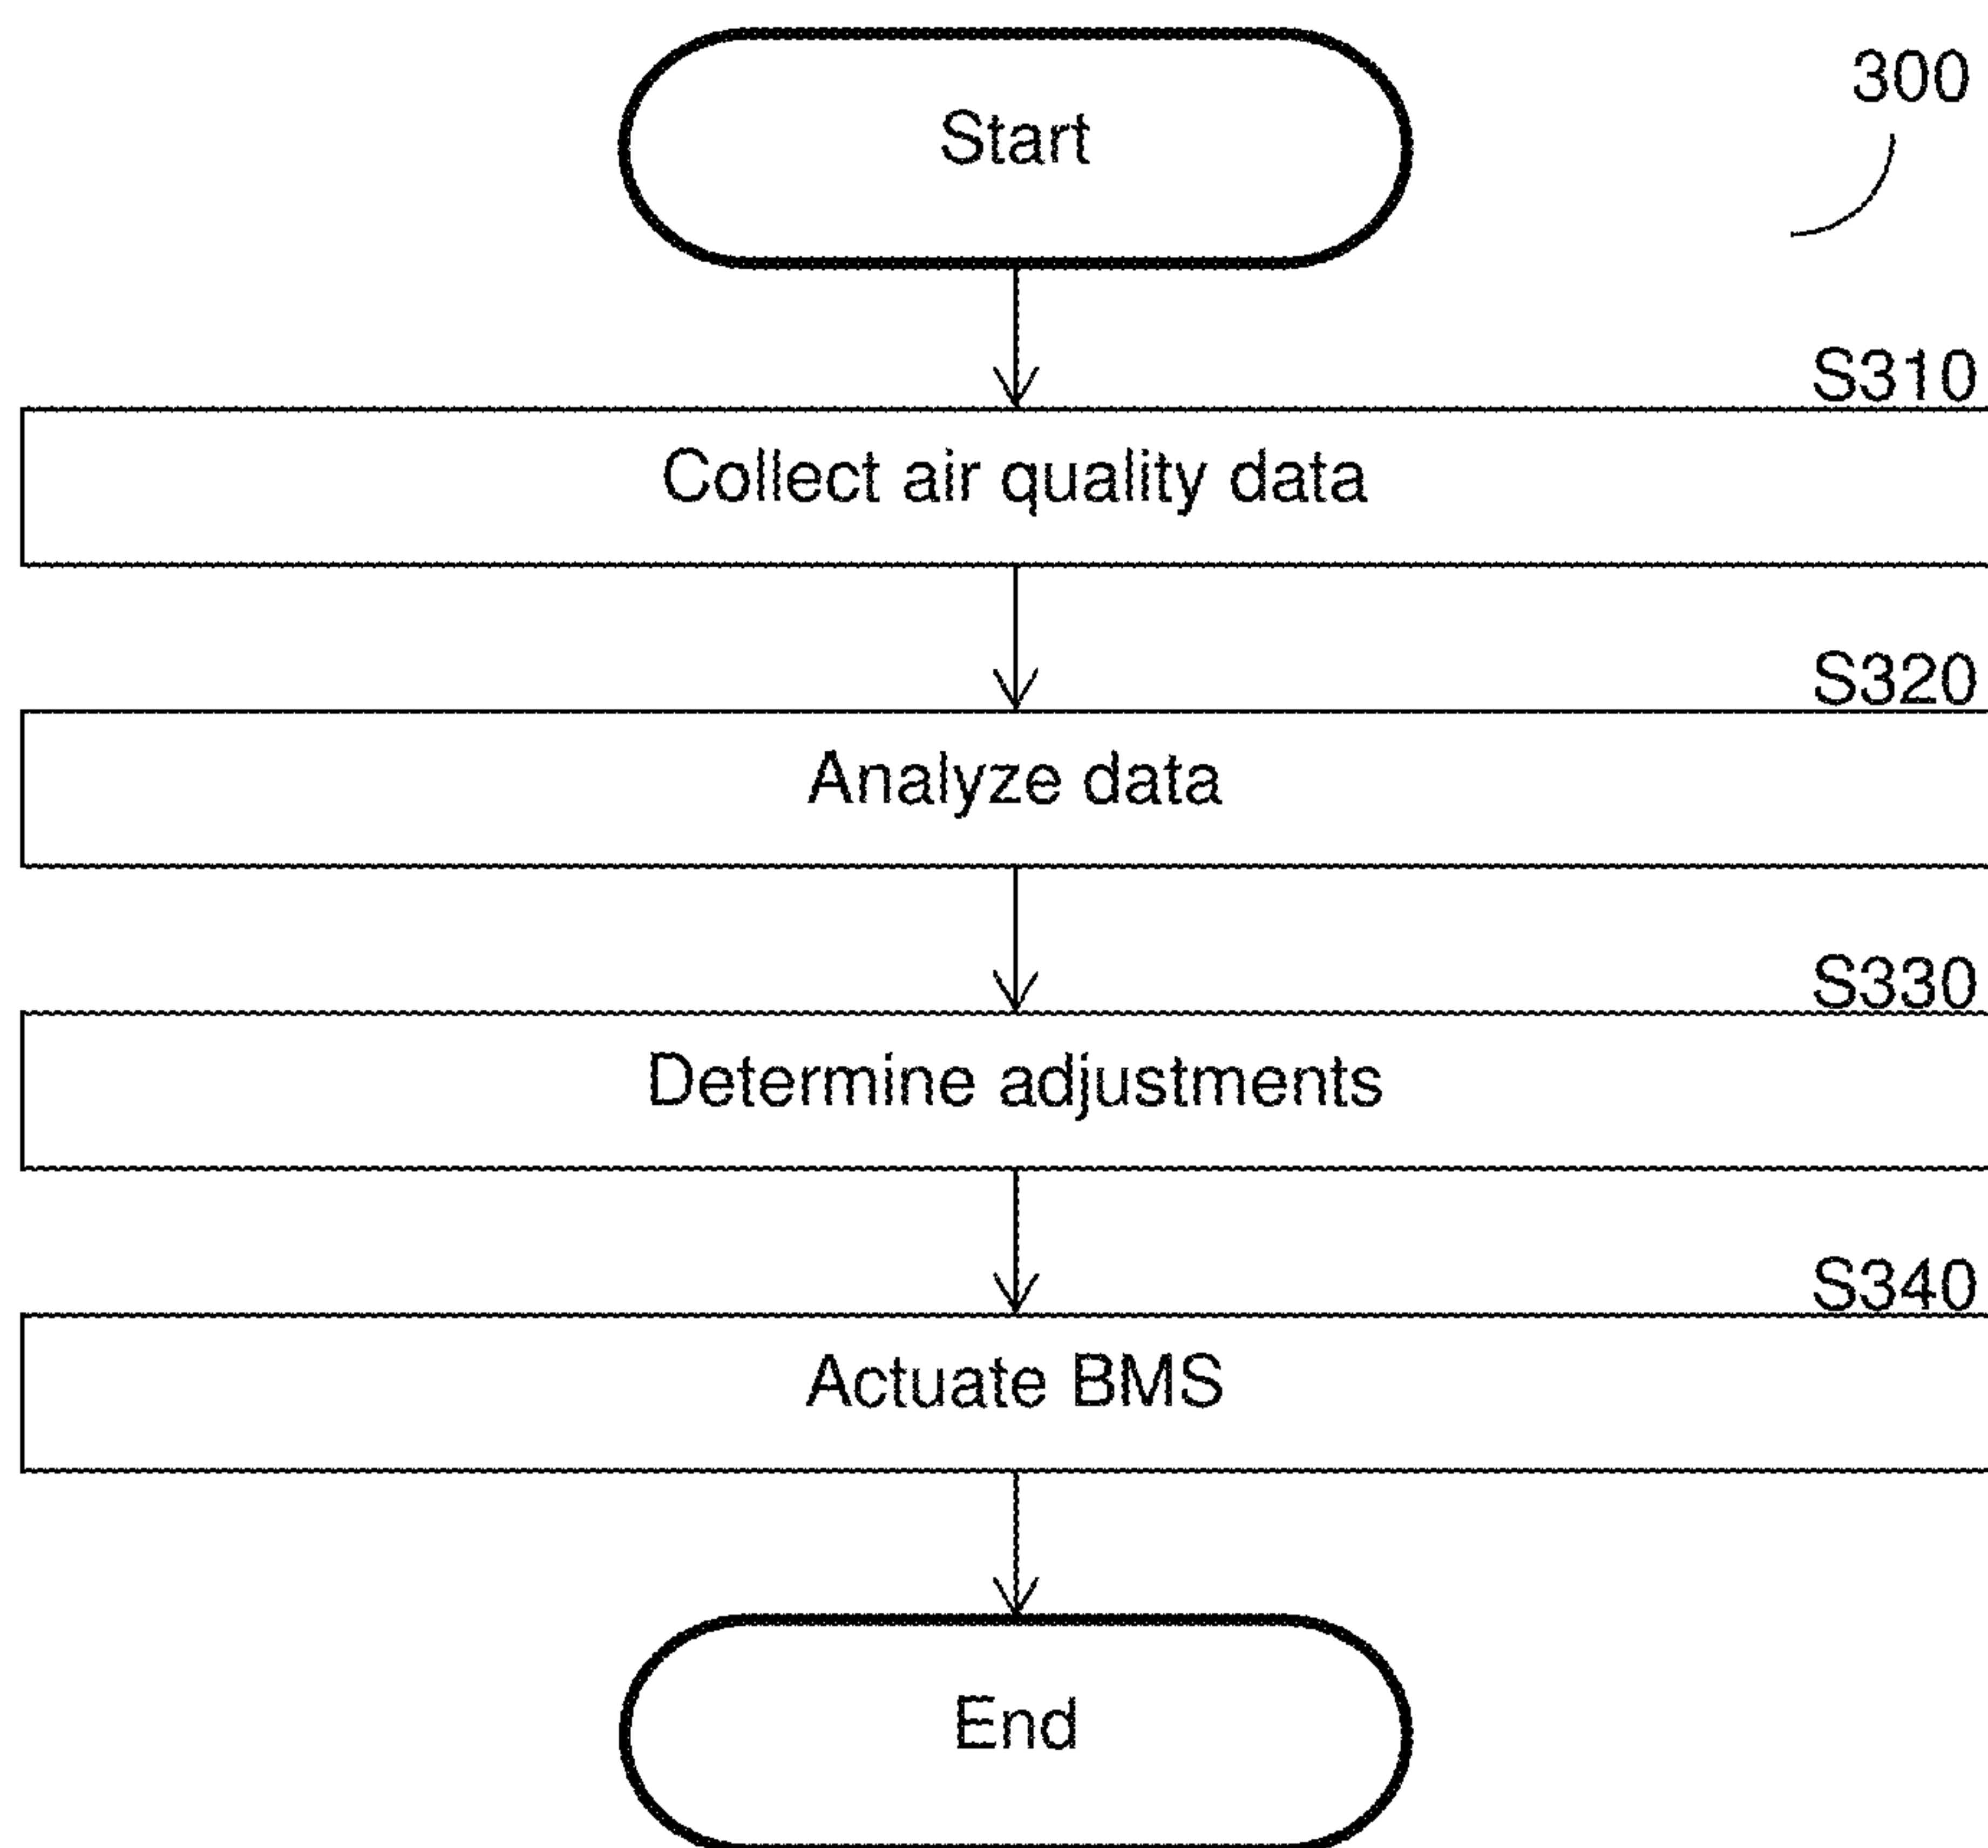 Start
300
S310
Collect air quality data
S320
Analyze data
S330
Determine adjustments
S340
Actuate BMS
End